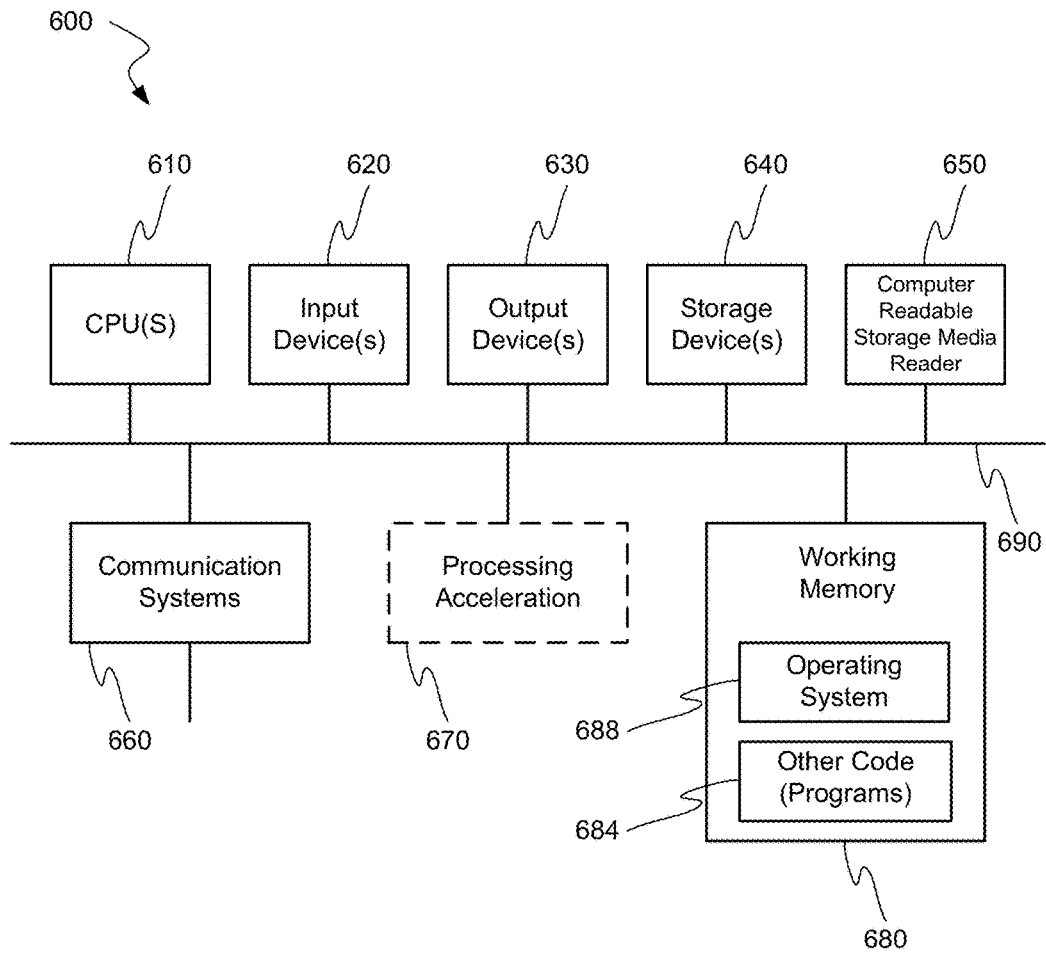 600
610
620
630
640
650
CPU(S)
Input
Device(s)
Output
Device(s)
Storage
Device(s)
Computer
Readable
Storage Media
Reader
690
Communication
Systems
Processing
Acceleration
Working
Memory
Operating
System
688
Other Code
(Programs)
684
660
670
680